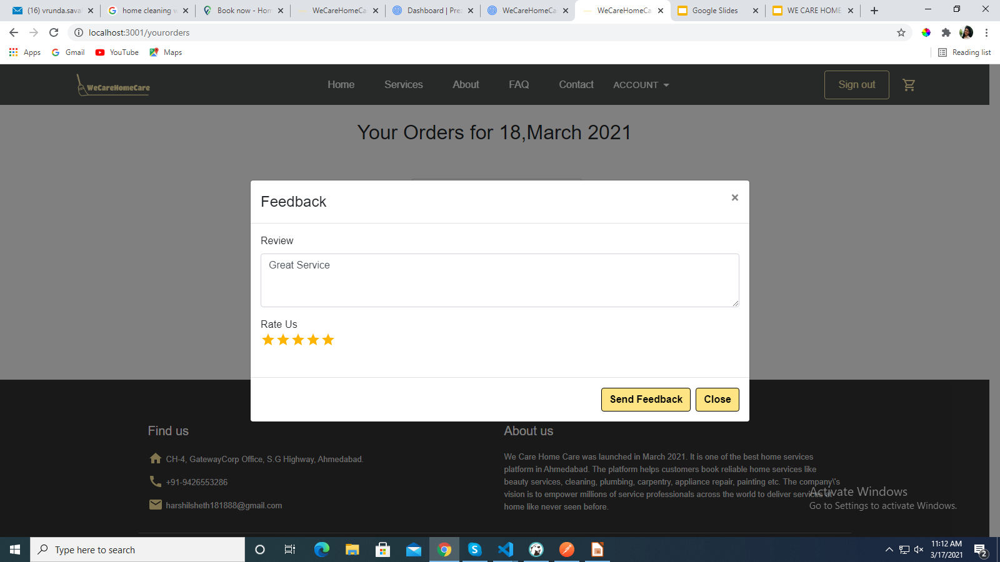 (16) vrunda.sava
home cleaning w
Book now - Hom
WeCareHomeCa
Dashboard | Prez
WeCareHomeCa
WeCareHomeCa
Google Slides
WE CARE HOME
localhost:3001/yourorders
Apps
Gmail
YouTube
Maps
Reading list
WeCareHomeCare
Home
Services
About
FAQ
Contact
ACCOUNT
Sign out
Your Orders for 18,March 2021
Feedback
×
Review
Great Service
Rate Us
Send Feedback
Close
Find us
CH-4, GatewayCorp Office, S.G Highway, Ahmedabad.
+91-9426553286
harshilsheth181888@gmail.com
About us
We Care Home Care was launched in March 2021. It is one of the best home services
platform in Ahmedabad. The platform helps customers book reliable home services like
beauty services, cleaning, plumbing, carpentry, appliance repair, painting etc. The company\'s
vision is to empower millions of service professionals across the world to deliver services at
home like never seen before.
Activate Windows
Go to Settings to activate Windows.
Type here to search
11:12 AM
3/17/2021
2